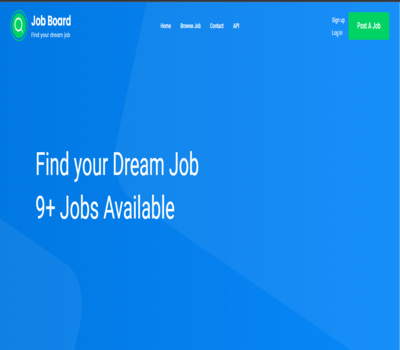 Job Board
Find your dream job
Home Browse Job Contact API
Sign up
Log in
Post A Job
Find your Dream Job
9+ Jobs Available